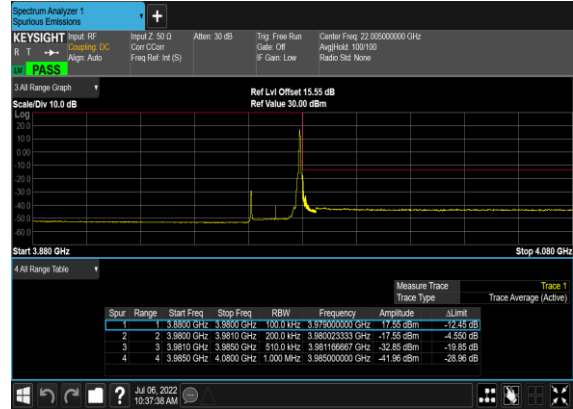 Spectrum Analyzer 1
Spurious Emissions
KEYSIGHT
R T
PASS
Input: RF
Coupling: DC
Align: Auto
Input Z: 50 Ω
Corr CCorr
Freq Ref: Int (S)
Atten: 30 dB
Trig: Free Run
Gate: Off
IF Gain: Low
Center Freq: 22.005000000 GHz
Avg|Hold: 100/100
Radio Std: None
3 All Range Graph
Scale/Div 10.0 dB
Ref Lvl Offset 15.55 dB
Ref Value 30.00 dBm
Log
20.0
10.0
0.00
-10.0
-20.0
-30.0
-40.0
-50.0
-60.0
Start 3.880 GHz
Stop 4.080 GHz
4 All Range Table
Measure Trace Trace 1
Trace Type Trace Average (Active)
Spur Range Start Freq Stop Freq RBW Frequency Amplitude ΔLimit
1 1 3.8800 GHz 3.9800 GHz 100.0 kHz 3.979000000 GHz 17.55 dBm -12.45 dB
2 2 3.9800 GHz 3.9810 GHz 200.0 kHz 3.980023333 GHz -17.55 dBm -4.550 dB
3 3 3.9810 GHz 3.9850 GHz 510.0 kHz 3.981166667 GHz -32.85 dBm -19.85 dB
4 4 3.9850 GHz 4.0800 GHz 1.000 MHz 3.985000000 GHz -41.96 dBm -28.96 dB
?
Jul 06, 2022
10:37:38 AM